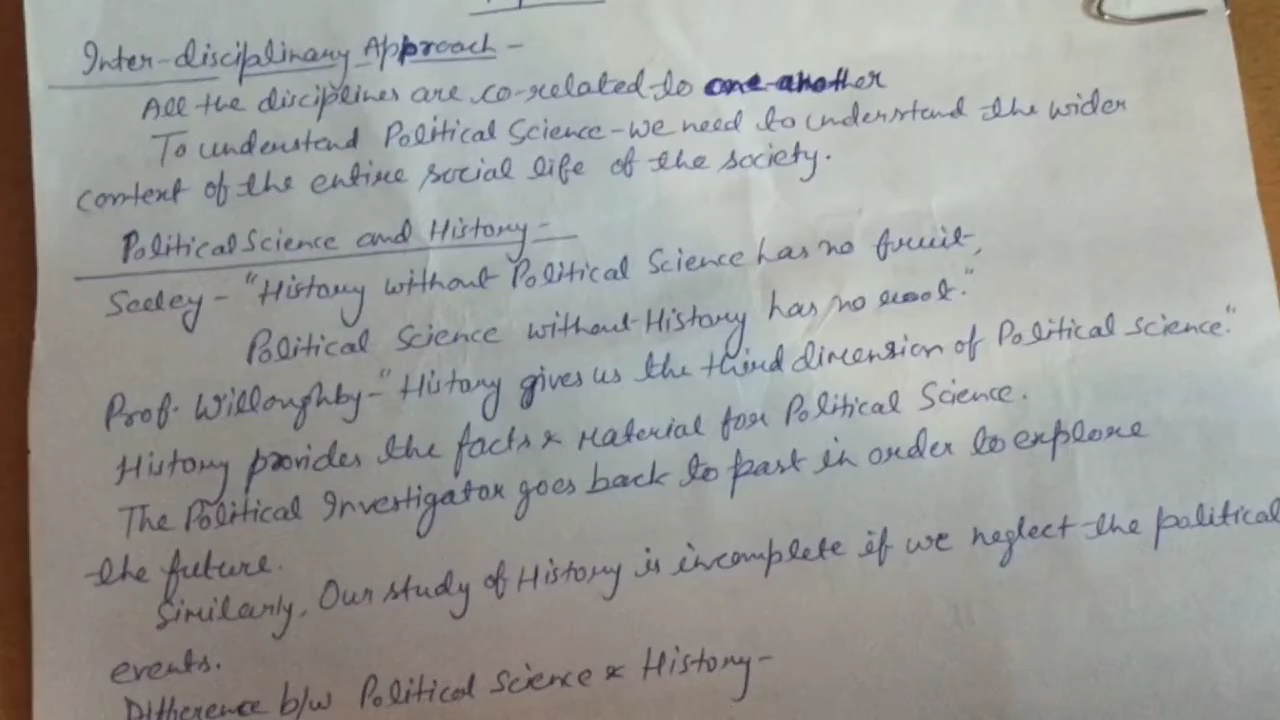 Inter-disciplinary Approach -
All the disciplines are co-related to one another
To understand Political Science - we need to understand the wider
context of the entire social life of the society.
Political Science and History -
Seeley - "History without Political Science has no fruit,
Political Science without History has no root."
Prof. Willoughby - "History gives us the third dimension of Political Science."
History provides the facts & material for Political Science.
The Political Investigator goes back to past in order to explore
the future.
Similarly, Our study of History is incomplete if we neglect the political
events.
Difference b/w Political Science & History -